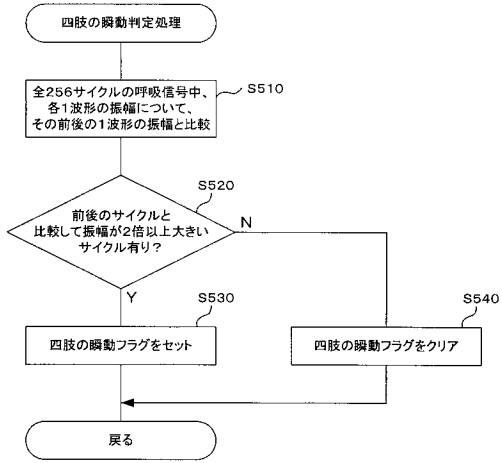 四肢の瞬動判定処理
全256サイクルの呼吸信号中、
各1波形の振幅について、
その前後の1波形の振幅と比較
S510
S520
前後のサイクルと
比較して振幅が2倍以上大きい
サイクル有り?
N
Y
S530
四肢の瞬動フラグをセット
S540
四肢の瞬動フラグをクリア
戻る